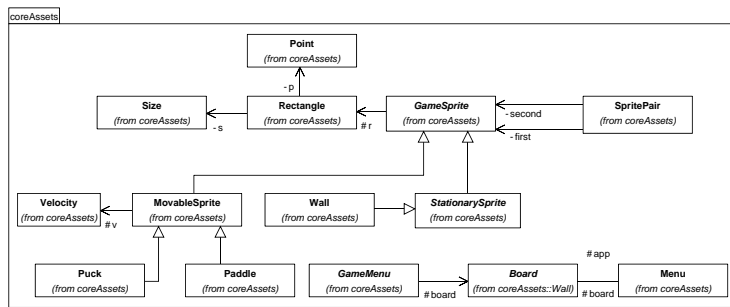 coreAssets
Point
(from coreAssets)
- p
Size
(from coreAssets)
- s
Rectangle
(from coreAssets)
# r
GameSprite
(from coreAssets)
- second
- first
SpritePair
(from coreAssets)
Velocity
(from coreAssets)
# v
MovableSprite
(from coreAssets)
Wall
(from coreAssets)
StationarySprite
(from coreAssets)
Puck
(from coreAssets)
Paddle
(from coreAssets)
GameMenu
(from coreAssets)
# board
Board
(from coreAssets::Wall)
# app
# board
Menu
(from coreAssets)